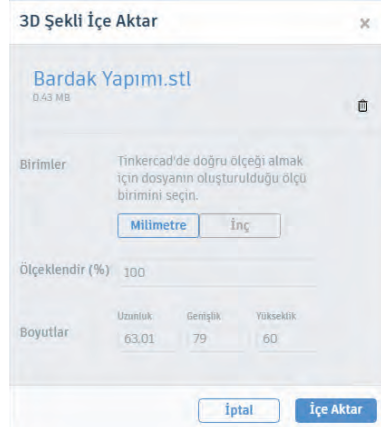 3D Şekli İçe Aktar
Bardak Yapımı.stl
0.43 MB
Birimler
Tinkercad'de doğru ölçeği almak
için dosyanın oluşturulduğu ölçü
birimini seçin.
Milimetre
İnç
Ölçeklendir (%)
100
Boyutlar
Uzunluk
Genişlik
Yükseklik
63,01
79
60
İptal
İçe Aktar